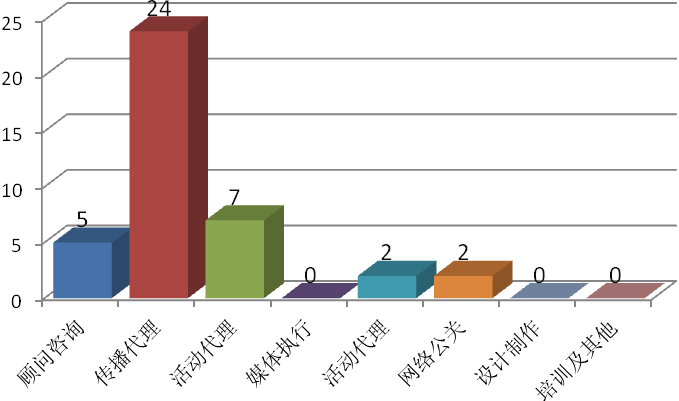 25
20
15
10
5
0
5
24
7
0
2
2
0
0
顾问咨询
传播代理
活动代理
媒体执行
活动代理
网络公关
设计制作
培训及其他